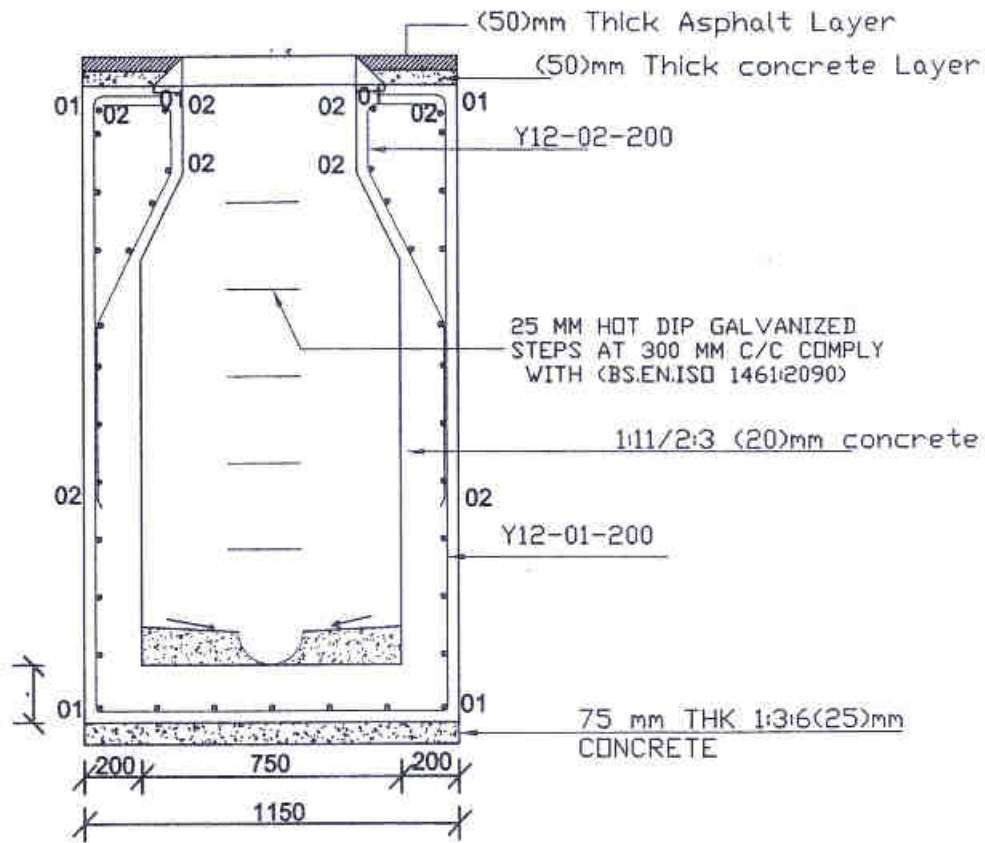 (50)mm Thick Asphalt Layer
(50)mm Thick concrete Layer
01 01 02 02 01 01
02 02
Y12-02-200
02 02
25 MM HOT DIP GALVANIZED
STEPS AT 300 MM C/C COMPLY
WITH (BS.EN.ISO 1461:2090)
1:11/2:3 (20)mm concrete
02 02
Y12-01-200
01 01
75 mm THK 1:3:6(25)mm
CONCRETE
200 750 200
1150